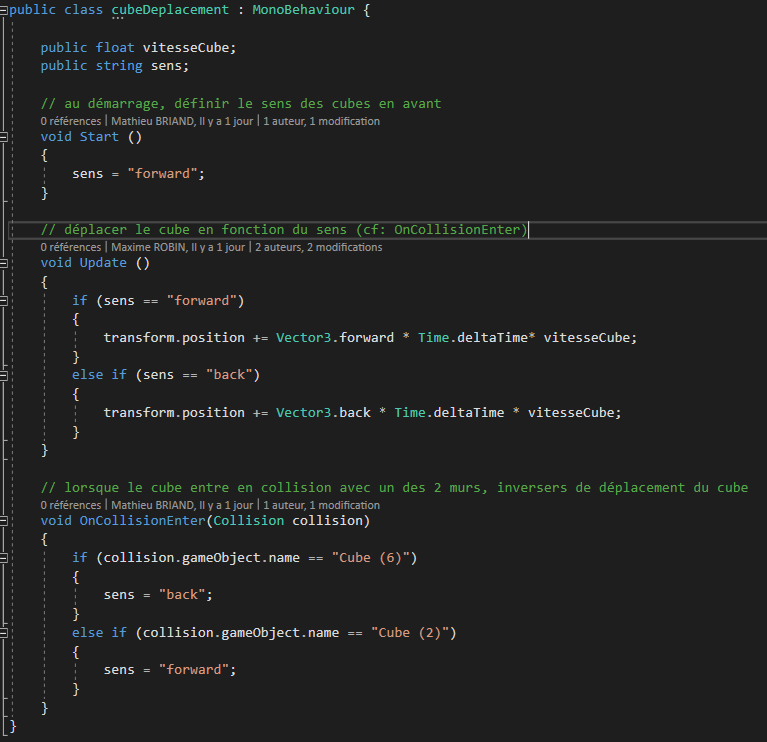 public class cubeDeplacement : MonoBehaviour {
public float vitesseCube;
public string sens;
// au démarrage, définir le sens des cubes en avant
0 références | Mathieu BRIAND, Il y a 1 jour | 1 auteur, 1 modification
void Start ()
{
sens = "forward";
}
// déplacer le cube en fonction du sens (cf: OnCollisionEnter)
0 références | Maxime ROBIN, Il y a 1 jour | 2 auteurs, 2 modifications
void Update ()
{
if (sens == "forward")
{
transform.position += Vector3.forward * Time.deltaTime* vitesseCube;
}
else if (sens == "back")
{
transform.position += Vector3.back * Time.deltaTime * vitesseCube;
}
}
// lorsque le cube entre en collision avec un des 2 murs, inversers de déplacement du cube
0 références | Mathieu BRIAND, Il y a 1 jour | 1 auteur, 1 modification
void OnCollisionEnter(Collision collision)
{
if (collision.gameObject.name == "Cube (6)")
{
sens = "back";
}
else if (collision.gameObject.name == "Cube (2)")
{
sens = "forward";
}
}
}